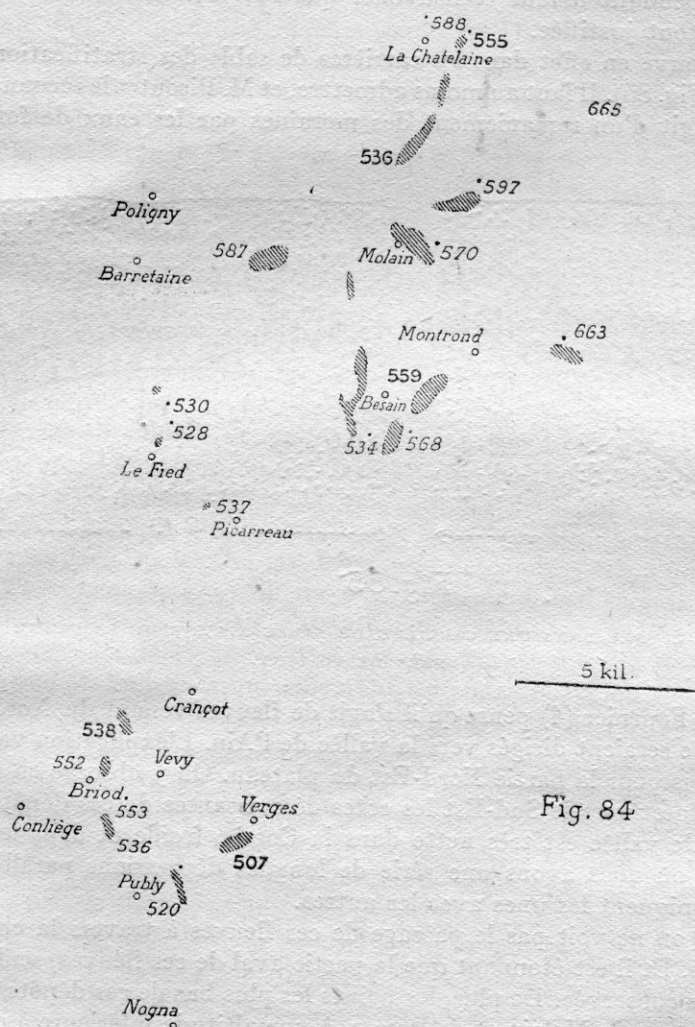 588
555
La Chatelaine
665
536
597
Poligny
587
Molain
570
Barretaine
Montrond
663
559
530
Besain
528
534
568
Le Fied
537
Picarreau
5 kil.
Crançot
538
552
Vevy
Briod.
Verges
Fig. 84
553
Conliège
536
507
Publy
520
Nogna